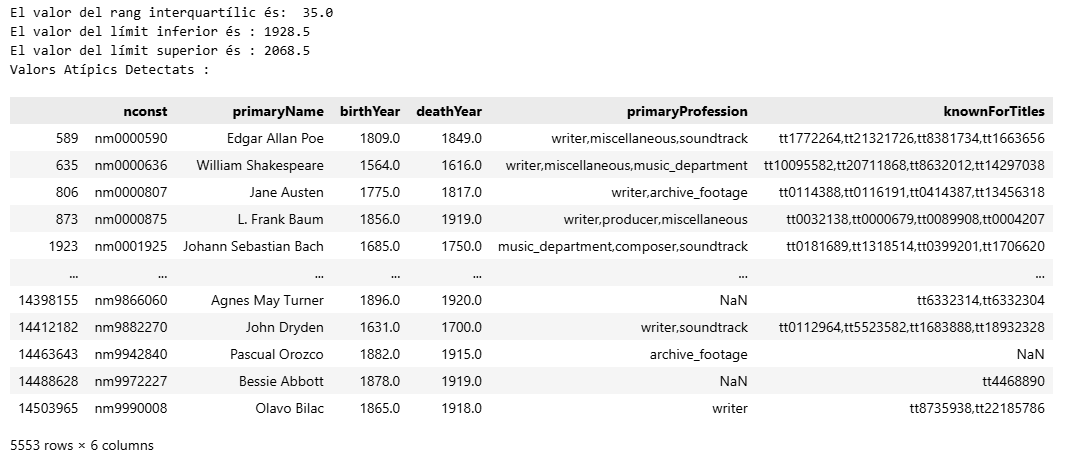 El valor del rang interquartílic és:  35.0
El valor del límit inferior és : 1928.5
El valor del límit superior és : 2068.5
Valors Atípics Detectats :
nconst primaryName birthYear deathYear primaryProfession knownForTitles
589 nm0000590 Edgar Allan Poe 1809.0 1849.0 writer,miscellaneous,soundtrack tt1772264,tt21321726,tt8381734,tt1663656
635 nm0000636 William Shakespeare 1564.0 1616.0 writer,miscellaneous,music_department tt10095582,tt20711868,tt8632012,tt14297038
806 nm0000807 Jane Austen 1775.0 1817.0 writer,archive_footage tt0114388,tt0116191,tt0414387,tt13456318
873 nm0000875 L. Frank Baum 1856.0 1919.0 writer,producer,miscellaneous tt0032138,tt0000679,tt0089908,tt0004207
1923 nm0001925 Johann Sebastian Bach 1685.0 1750.0 music_department,composer,soundtrack tt0181689,tt1318514,tt0399201,tt1706620
... ... ... ... ... ... ...
14398155 nm9866060 Agnes May Turner 1896.0 1920.0 NaN tt6332314,tt6332304
14412182 nm9882270 John Dryden 1631.0 1700.0 writer,soundtrack tt0112964,tt5523582,tt1683888,tt18932328
14463643 nm9942840 Pascual Orozco 1882.0 1915.0 archive_footage NaN
14488628 nm9972227 Bessie Abbott 1878.0 1919.0 NaN tt4468890
14503965 nm9990008 Olavo Bilac 1865.0 1918.0 writer tt8735938,tt22185786
5553 rows × 6 columns